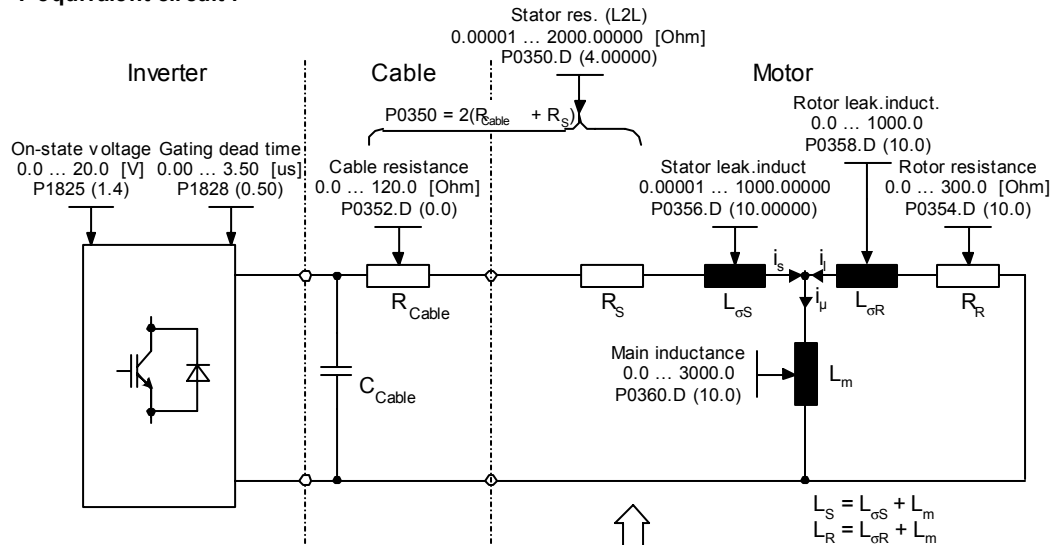 equivalent circuit
Stator res. (L2L)
0.00001 ... 2000.00000 [Ohm]
P0350.D (4.00000)
Inverter
Cable
Motor
P0350 = 2(R_Cable + R_S)
Rotor leak.induct.
0.0 ... 1000.0
P0358.D (10.0)
On-state voltage
0.0 ... 20.0 [V]
P1825 (1.4)
Gating dead time
0.00 ... 3.50 [us]
P1828 (0.50)
Cable resistance
0.0 ... 120.0 [Ohm]
P0352.D (0.0)
Stator leak.induct
0.00001 ... 1000.00000
P0356.D (10.00000)
Rotor resistance
0.0 ... 300.0 [Ohm]
P0354.D (10.0)
R_Cable
R_S
L_σS
i_s
i_l
i_µ
L_σR
R_R
C_Cable
Main inductance
0.0 ... 3000.0
P0360.D (10.0)
L_m
L_S = L_σS + L_m
L_R = L_σR + L_m